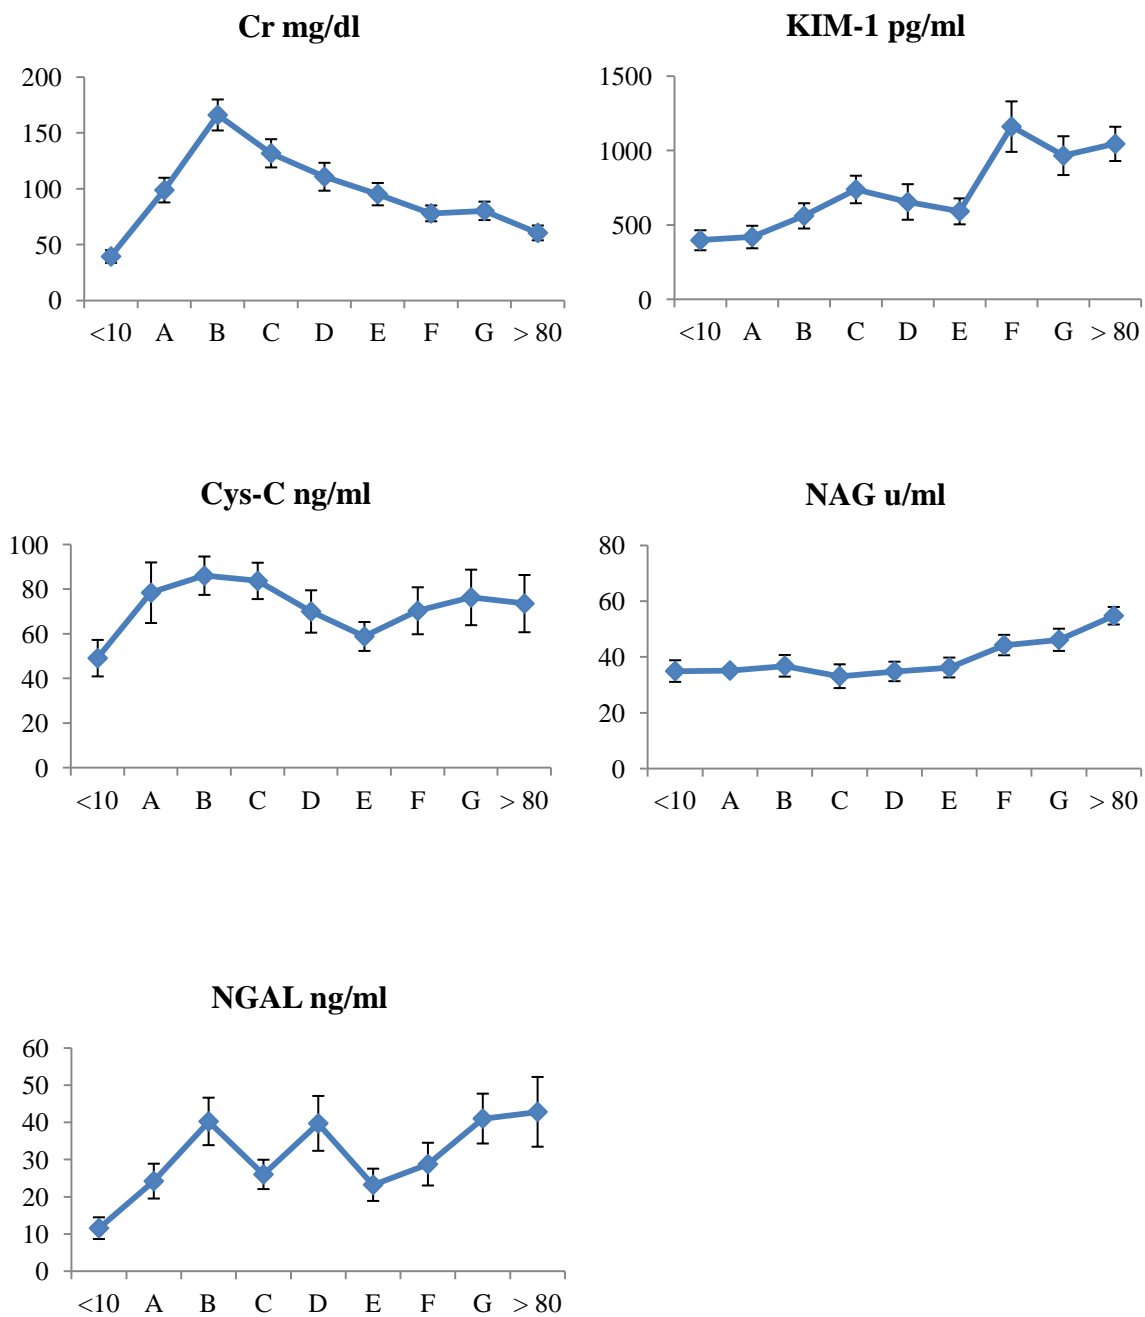 Cr mg/dl
200
150
100
50
0
<10 A B C D E F G > 80
KIM-1 pg/ml
1500
1000
500
0
<10 A B C D E F G > 80
Cys-C ng/ml
100
80
60
40
20
0
<10 A B C D E F G > 80
NAG u/ml
80
60
40
20
0
<10 A B C D E F G > 80
NGAL ng/ml
60
50
40
30
20
10
0
<10 A B C D E F G > 80